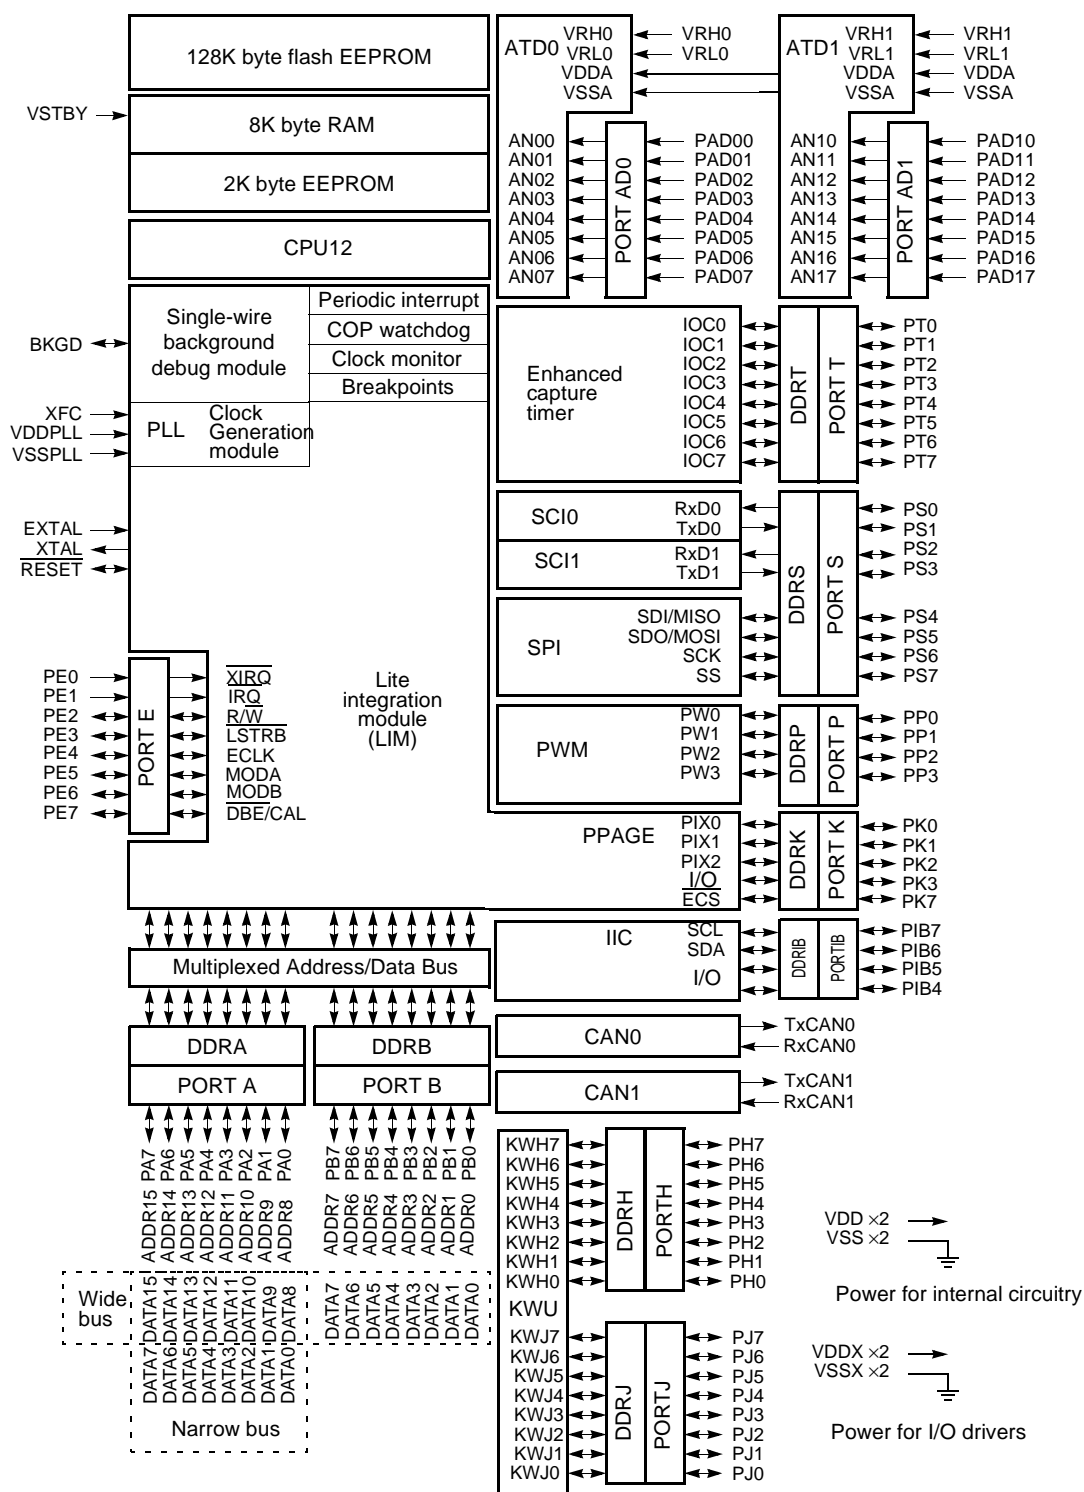 128K byte flash EEPROM
VSTBY
8K byte RAM
2K byte EEPROM
CPU12
Periodic interrupt
COP watchdog
Clock monitor
Breakpoints
Single-wire
background
debug module
BKGD
XFC
VDDPLL
VSSPLL
PLL
Clock
Generation
module
EXTAL
XTAL
RESET
PE0
PE1
PE2
PE3
PE4
PE5
PE6
PE7
PORT E
XIRQ
IRQ
R/W
LSTRB
ECLK
MODA
MODB
DBE/CAL
Lite
integration
module
(LIM)
Multiplexed Address/Data Bus
DDRA
PORT A
DDRB
PORT B
PA7
PA6
PA5
PA4
PA3
PA2
PA1
PA0
PB7
PB6
PB5
PB4
PB3
PB2
PB1
PB0
ADDR15
ADDR14
ADDR13
ADDR12
ADDR11
ADDR10
ADDR9
ADDR8
ADDR7
ADDR6
ADDR5
ADDR4
ADDR3
ADDR2
ADDR1
ADDR0
Wide
bus
DATA15
DATA14
DATA13
DATA12
DATA11
DATA10
DATA9
DATA8
DATA7
DATA6
DATA5
DATA4
DATA3
DATA2
DATA1
DATA0
DATA7
DATA6
DATA5
DATA4
DATA3
DATA2
DATA1
DATA0
Narrow bus
ATD0
VRH0
VRL0
VDDA
VSSA
VRH0
VRL0
AN00
AN01
AN02
AN03
AN04
AN05
AN06
AN07
PORT AD0
PAD00
PAD01
PAD02
PAD03
PAD04
PAD05
PAD06
PAD07
ATD1
VRH1
VRL1
VDDA
VSSA
VRH1
VRL1
VDDA
VSSA
AN10
AN11
AN12
AN13
AN14
AN15
AN16
AN17
PORT AD1
PAD10
PAD11
PAD12
PAD13
PAD14
PAD15
PAD16
PAD17
Enhanced
capture
timer
IOC0
IOC1
IOC2
IOC3
IOC4
IOC5
IOC6
IOC7
DDRT
PORT T
PT0
PT1
PT2
PT3
PT4
PT5
PT6
PT7
SCI0
RxD0
TxD0
SCI1
RxD1
TxD1
SPI
SDI/MISO
SDO/MOSI
SCK
SS
DDRS
PORT S
PS0
PS1
PS2
PS3
PS4
PS5
PS6
PS7
PWM
PW0
PW1
PW2
PW3
DDRP
PORT P
PP0
PP1
PP2
PP3
PPAGE
PIX0
PIX1
PIX2
I/O
ECS
DDRK
PORT K
PK0
PK1
PK2
PK3
PK7
IIC
SCL
SDA
I/O
DDRIB
PORTIB
PIB7
PIB6
PIB5
PIB4
CAN0
TxCAN0
RxCAN0
CAN1
TxCAN1
RxCAN1
KWH7
KWH6
KWH5
KWH4
KWH3
KWH2
KWH1
KWH0
DDRH
PORTH
PH7
PH6
PH5
PH4
PH3
PH2
PH1
PH0
KWU
KWJ7
KWJ6
KWJ5
KWJ4
KWJ3
KWJ2
KWJ1
KWJ0
DDRJ
PORTJ
PJ7
PJ6
PJ5
PJ4
PJ3
PJ2
PJ1
PJ0
VDD ×2
VSS ×2
Power for internal circuitry
VDDX ×2
VSSX ×2
Power for I/O drivers